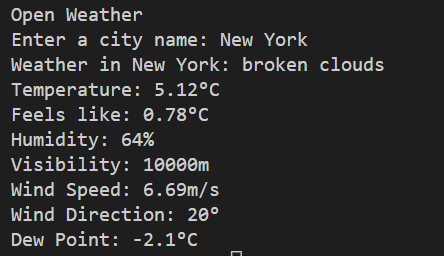 Open Weather
Enter a city name: New York
Weather in New York: broken clouds
Temperature: 5.12°C
Feels like: 0.78°C
Humidity: 64%
Visibility: 10000m
Wind Speed: 6.69m/s
Wind Direction: 20°
Dew Point: -2.1°C